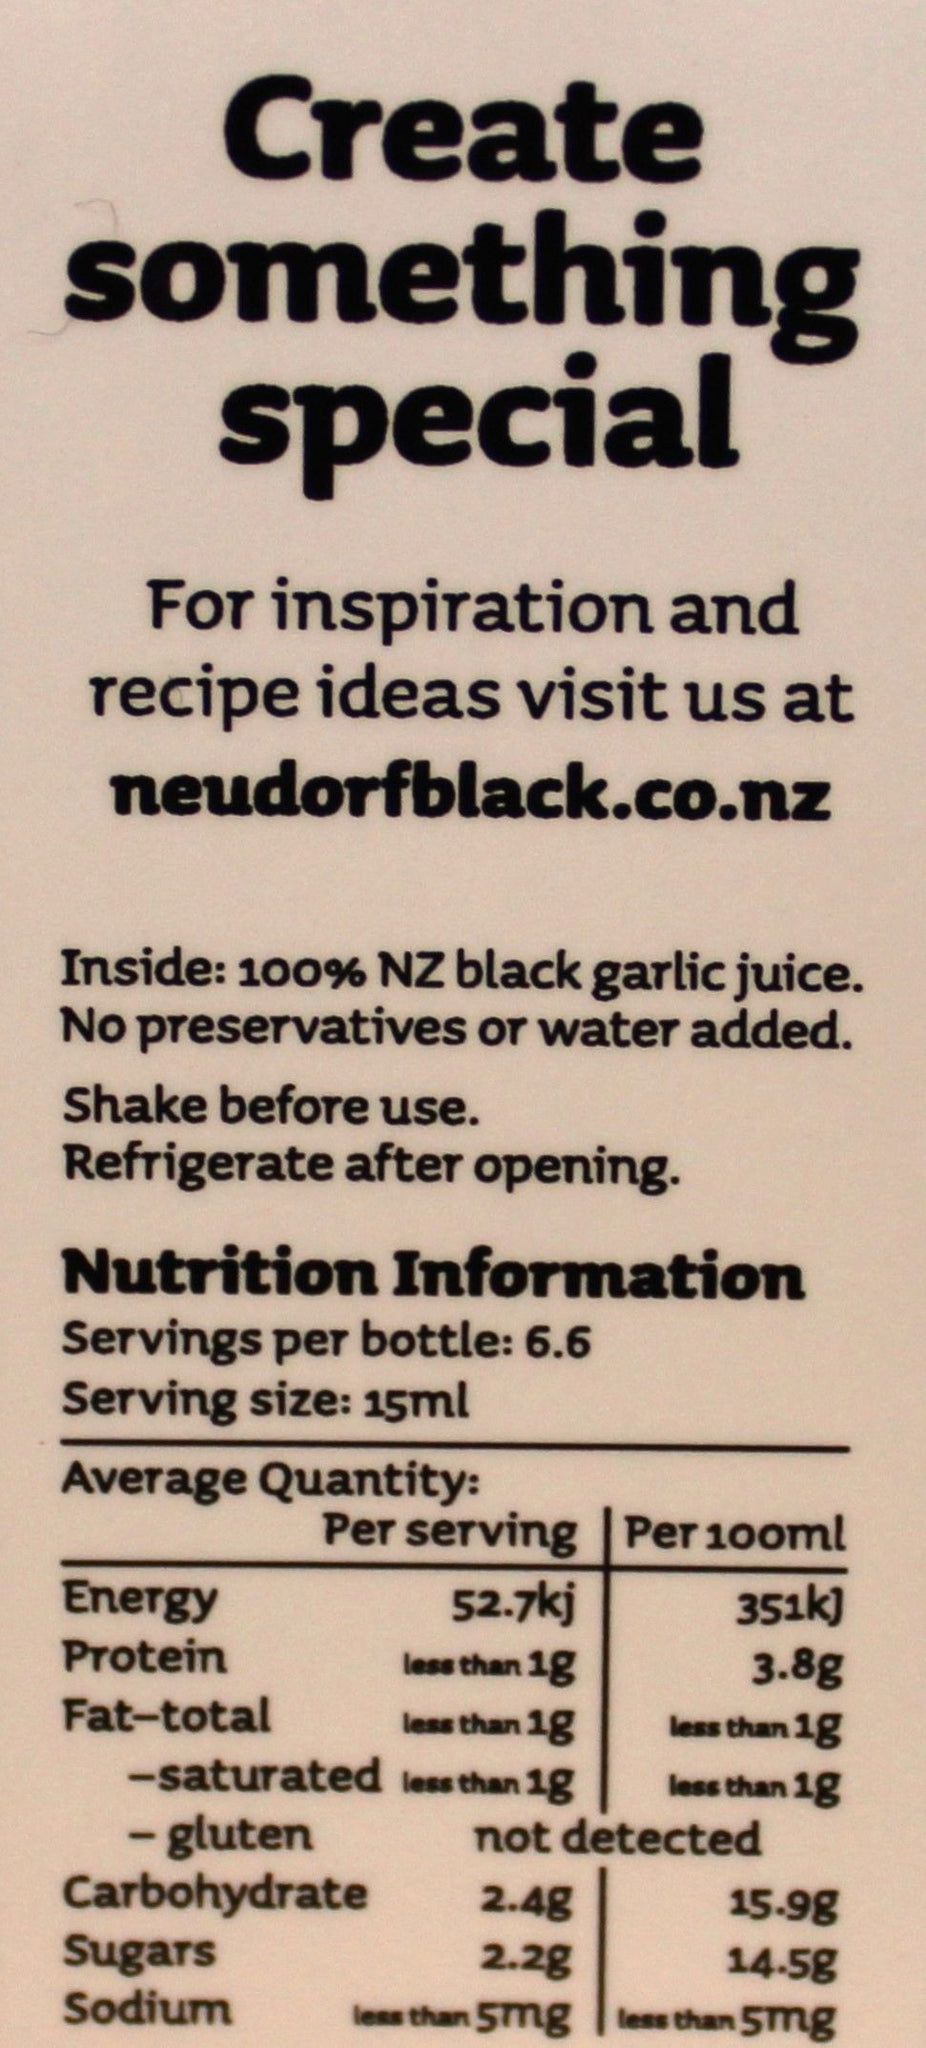 Create
something
special
For inspiration and
recipe ideas visit us at
neudorfblack.co.nz
Inside: 100% NZ black garlic juice.
No preservatives or water added.
Shake before use.
Refrigerate after opening.
Nutrition Information
Servings per bottle: 6.6
Serving size: 15ml
Average Quantity:
Per serving Per 100ml
Energy 52.7kj 351kJ
Protein less than 1g 3.8g
Fat–total less than 1g less than 1g
–saturated less than 1g less than 1g
– gluten not detected
Carbohydrate 2.4g 15.9g
Sugars 2.2g 14.5g
Sodium less than 5mg less than 5mg